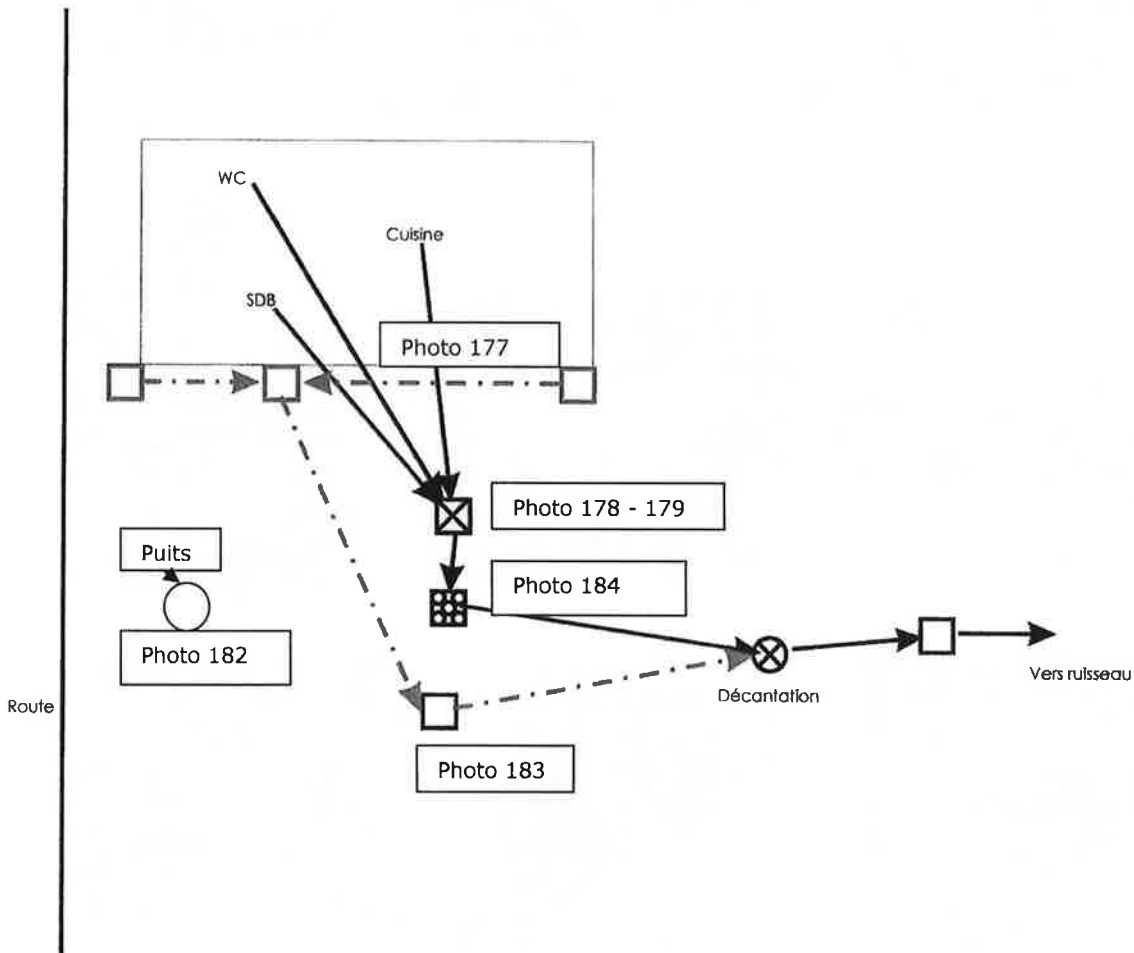 WC
Cuisine
SDB
Photo 177
Photo 178 - 179
Puits
Photo 184
Photo 182
Vers ruisseau
Décantation
Route
Photo 183